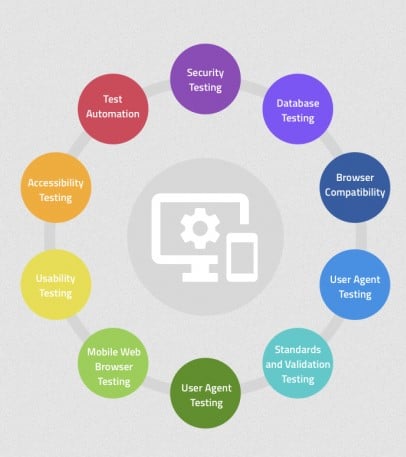 Security
Testing
Database
Testing
Browser
Compatibility
User Agent
Testing
Standards
and Validation
Testing
User Agent
Testing
Mobile Web
Browser
Testing
Usability
Testing
Accessibility
Testing
Test
Automation